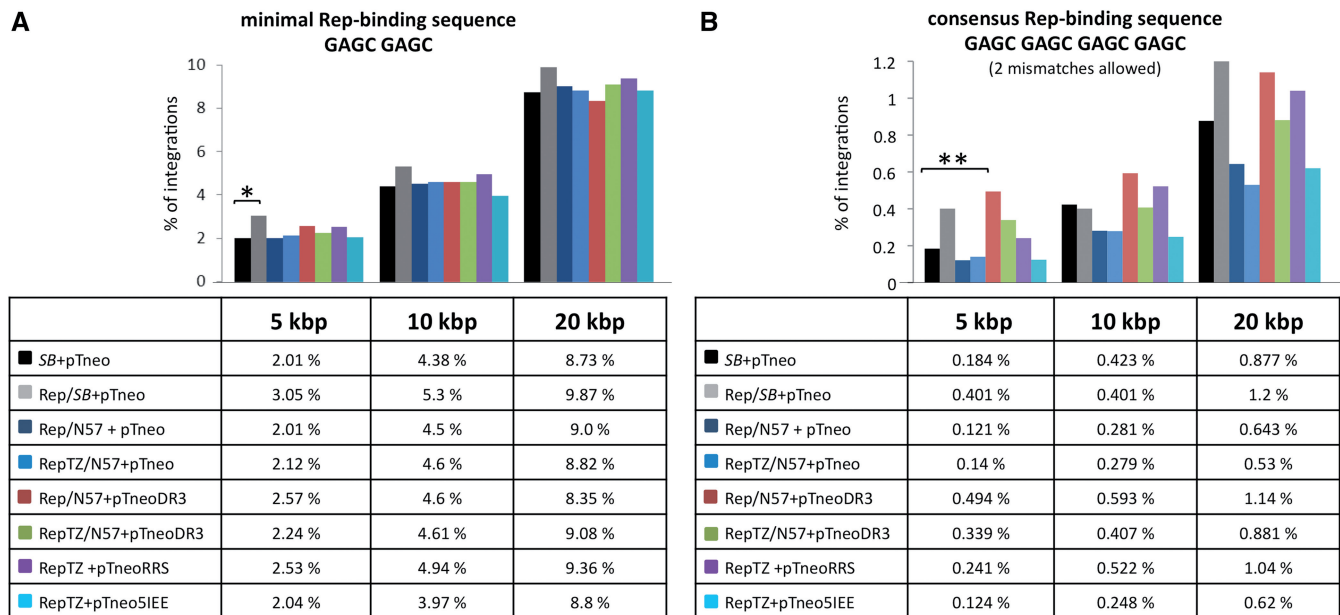 A
minimal Rep-binding sequence
GAGC GAGC
% of integrations
10
8
6
4
2
0
*
5 kbp 10 kbp 20 kbp
SB+pTneo 2.01 % 4.38 % 8.73 %
Rep/SB+pTneo 3.05 % 5.3 % 9.87 %
Rep/N57 + pTneo 2.01 % 4.5 % 9.0 %
RepTZ/N57+pTneo 2.12 % 4.6 % 8.82 %
Rep/N57+pTneoDR3 2.57 % 4.6 % 8.35 %
RepTZ/N57+pTneoDR3 2.24 % 4.61 % 9.08 %
RepTZ +pTneoRRS 2.53 % 4.94 % 9.36 %
RepTZ+pTneo5IEE 2.04 % 3.97 % 8.8 %
B
consensus Rep-binding sequence
GAGC GAGC GAGC GAGC
(2 mismatches allowed)
% of integrations
1.2
1
0.8
0.6
0.4
0.2
0
**
5 kbp 10 kbp 20 kbp
SB+pTneo 0.184 % 0.423 % 0.877 %
Rep/SB+pTneo 0.401 % 0.401 % 1.2 %
Rep/N57 + pTneo 0.121 % 0.281 % 0.643 %
RepTZ/N57+pTneo 0.14 % 0.279 % 0.53 %
Rep/N57+pTneoDR3 0.494 % 0.593 % 1.14 %
RepTZ/N57+pTneoDR3 0.339 % 0.407 % 0.881 %
RepTZ +pTneoRRS 0.241 % 0.522 % 1.04 %
RepTZ+pTneo5IEE 0.124 % 0.248 % 0.62 %